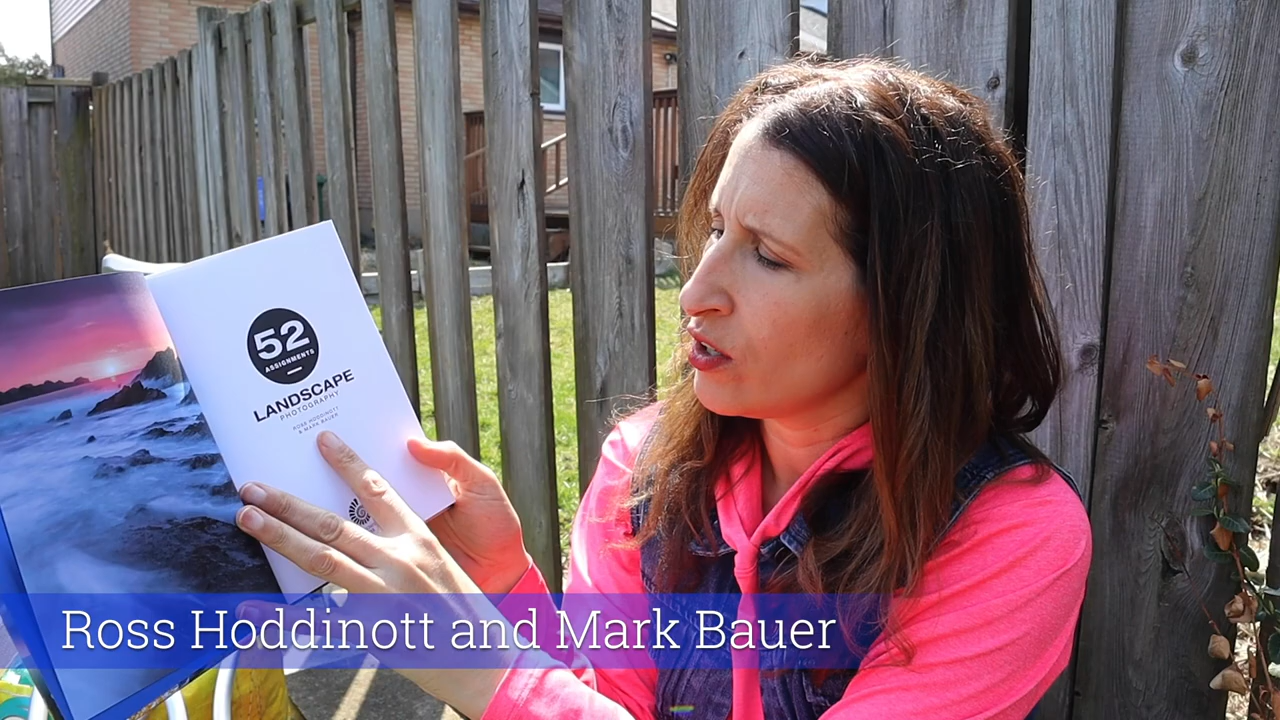 52
ASSIGNMENTS
LANDSCAPE
PHOTOGRAPHY
ROSS HODDINOTT
& MARK BAUER
Ross Hoddinott and Mark Bauer